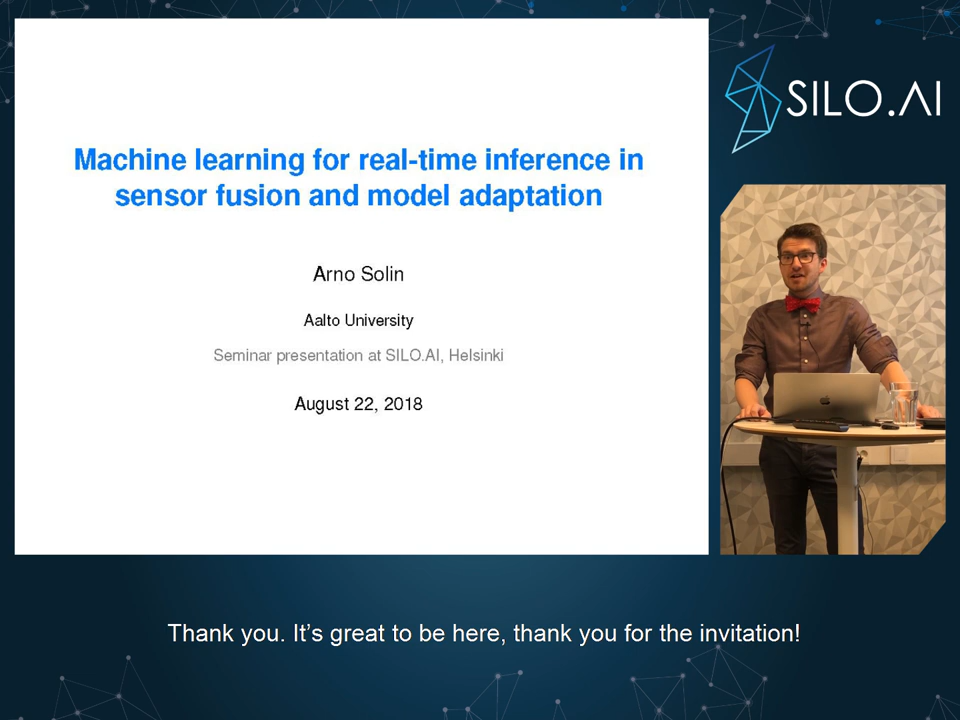 Machine learning for real-time inference in
sensor fusion and model adaptation
Arno Solin
Aalto University
Seminar presentation at SILO.AI, Helsinki
August 22, 2018
SILO.AI
Thank you. It’s great to be here, thank you for the invitation!